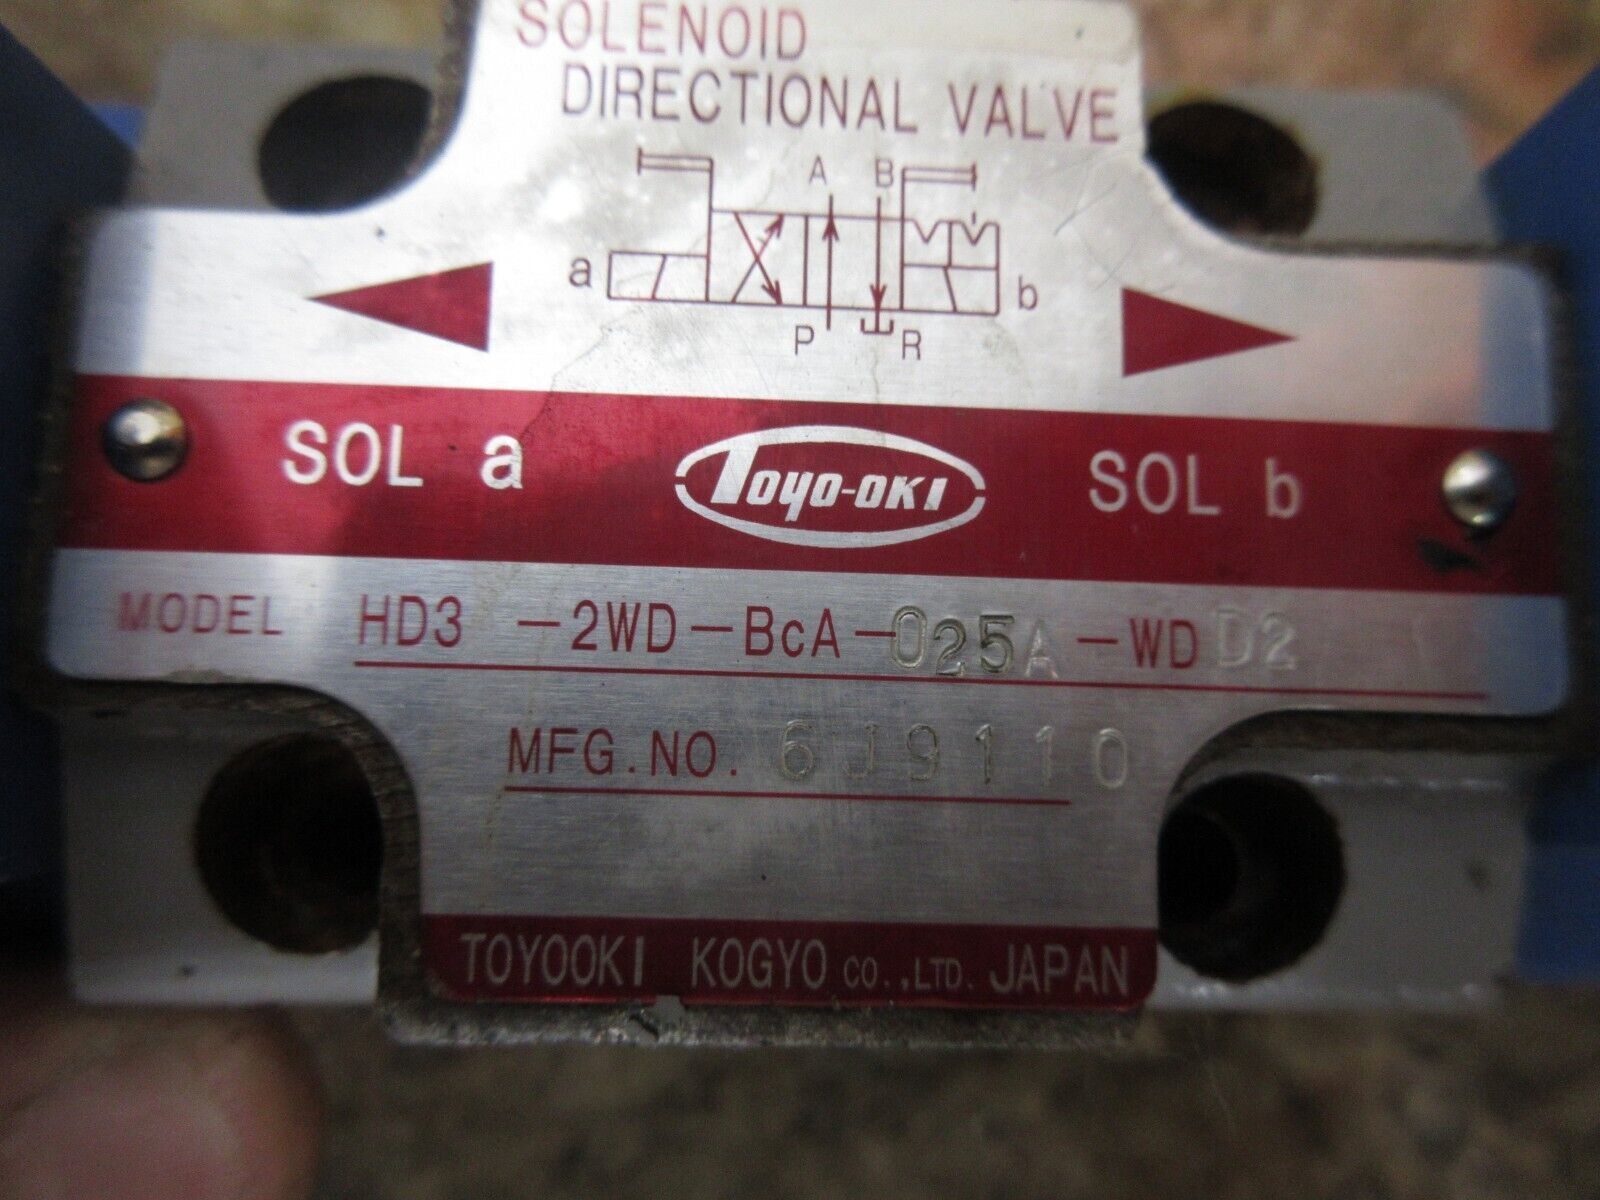 SOLENOID
DIRECTIONAL VALVE
A B
a b
P R
SOL a TOYO-OKI SOL b
MODEL HD3 -2WD-BcA-025A-WD D2
MFG.NO. 6J9110
TOYOOKI KOGYO CO.,LTD. JAPAN